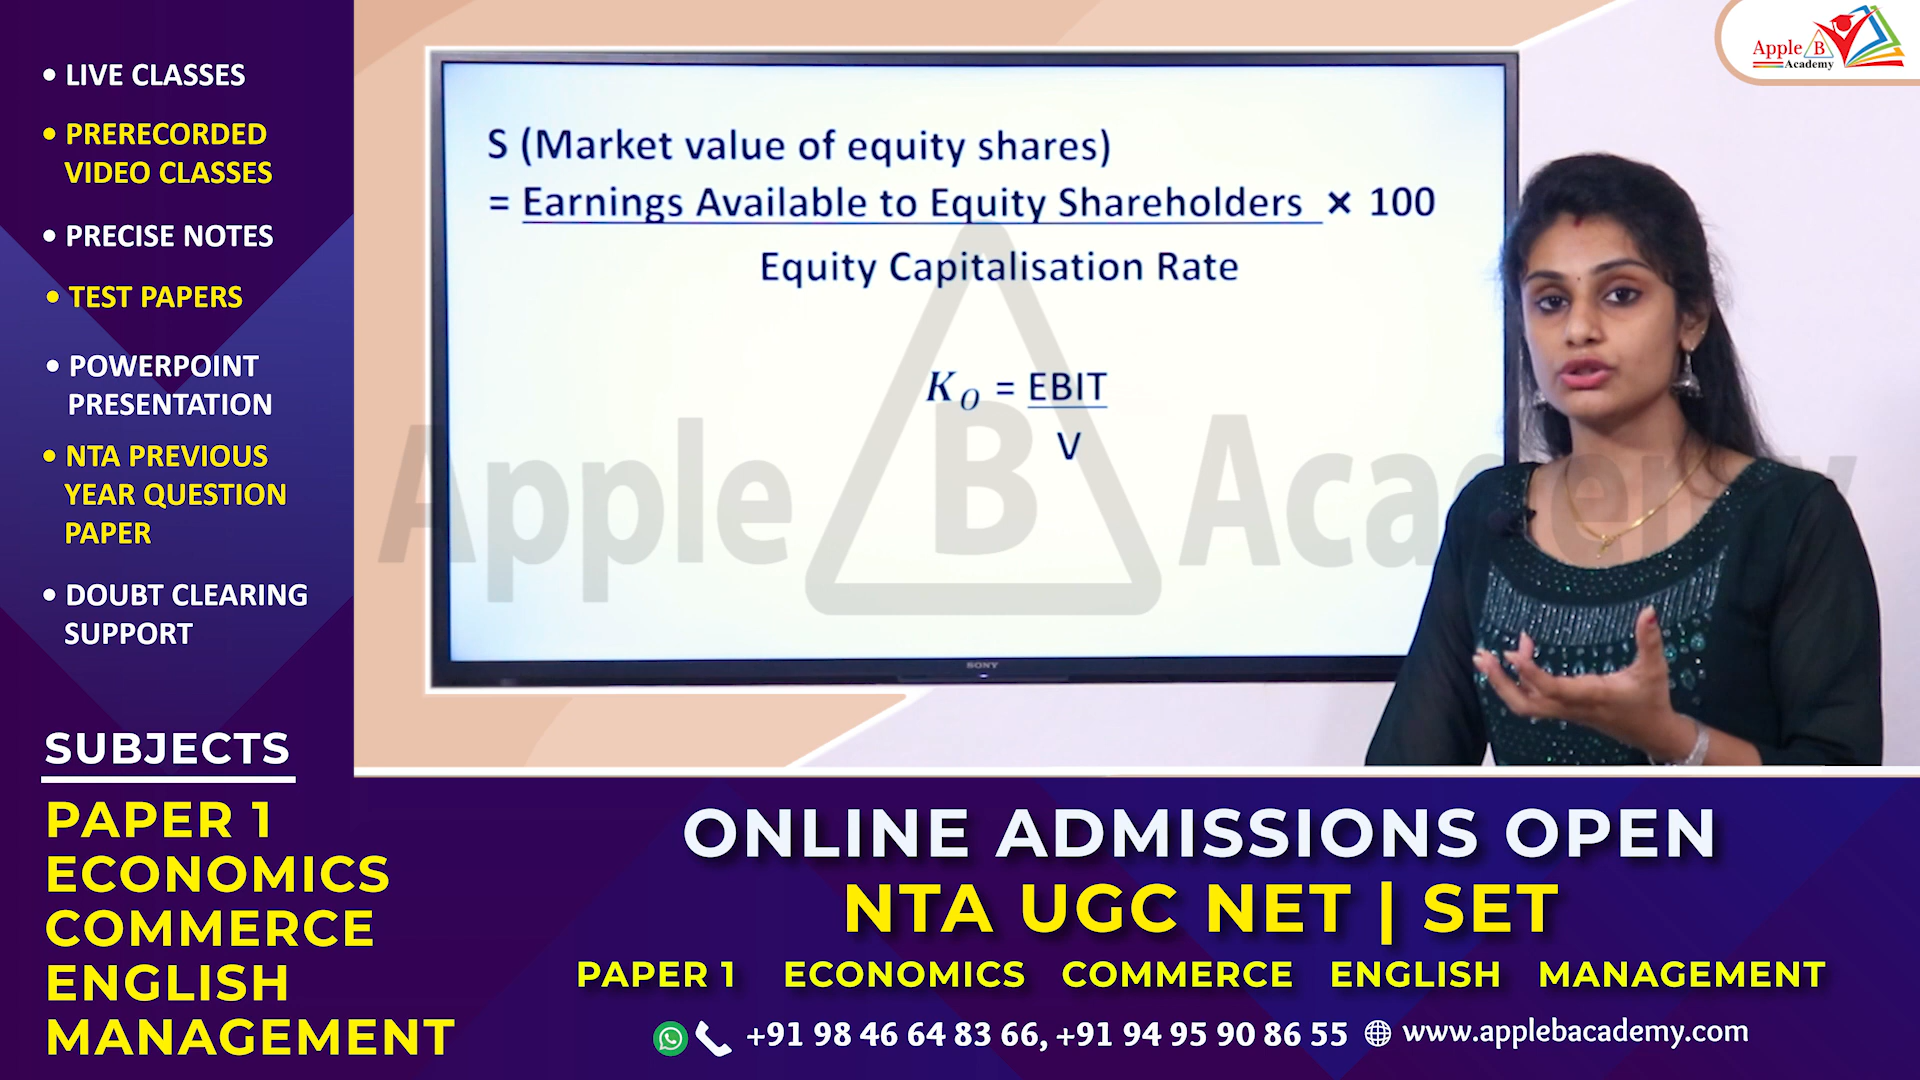 • LIVE CLASSES
• PRERECORDED
VIDEO CLASSES
• PRECISE NOTES
• TEST PAPERS
• POWERPOINT
PRESENTATION
• NTA PREVIOUS
YEAR QUESTION
PAPER
• DOUBT CLEARING
SUPPORT
SUBJECTS
PAPER 1
ECONOMICS
COMMERCE
ENGLISH
MANAGEMENT
Apple B
Academy
S (Market value of equity shares)
= Earnings Available to Equity Shareholders × 100
Equity Capitalisation Rate
K_O = EBIT
V
Apple B Academy
SONY
ONLINE ADMISSIONS OPEN
NTA UGC NET | SET
PAPER 1 ECONOMICS COMMERCE ENGLISH MANAGEMENT
+91 98 46 64 83 66, +91 94 95 90 86 55 www.applebacademy.com